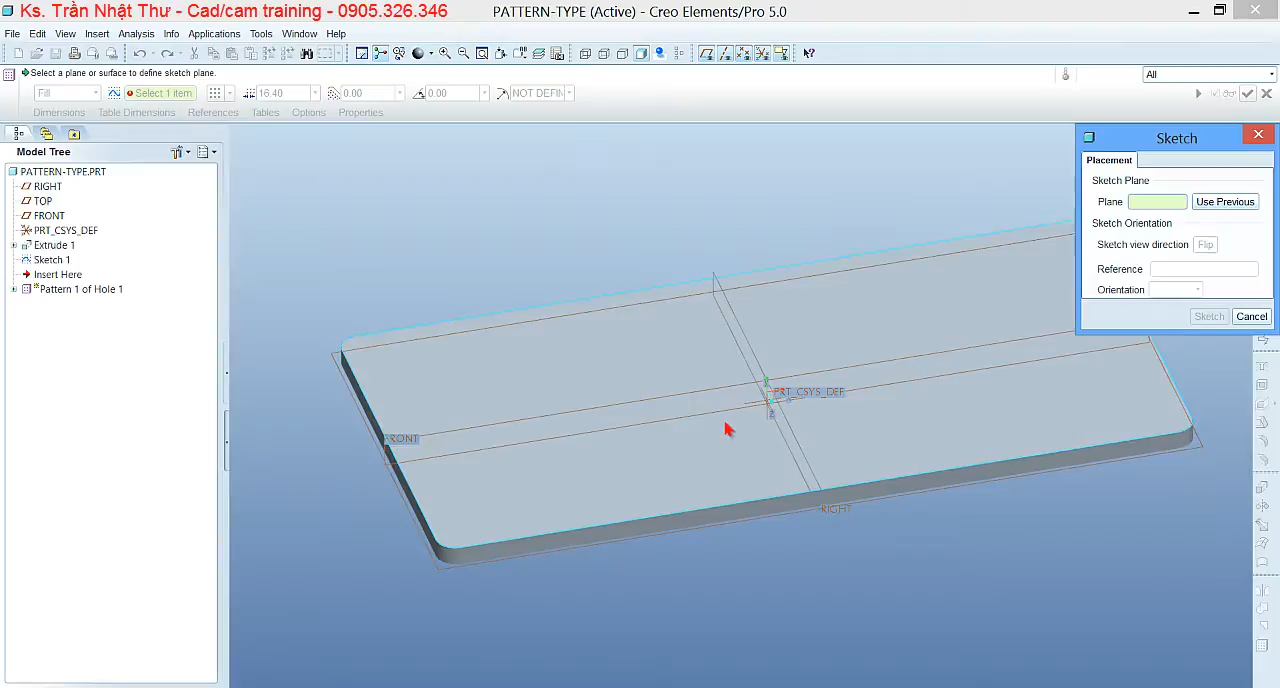 Ks. Trần Nhật Thư - Cad/cam training - 0905.326.346
PATTERN-TYPE (Active) - Creo Elements/Pro 5.0
File Edit View Insert Analysis Info Applications Tools Window Help
Select a plane or surface to define sketch plane.
All
Fill Select 1 item 16.40 0.00 0.00 NOT DEFIN
Dimensions Table Dimensions References Tables Options Properties
Model Tree
PATTERN-TYPE.PRT
RIGHT
TOP
FRONT
PRT_CSYS_DEF
Extrude 1
Sketch 1
Insert Here
Pattern 1 of Hole 1
Sketch
Placement
Sketch Plane
Plane Use Previous
Sketch Orientation
Sketch view direction Flip
Reference
Orientation
Sketch Cancel
PRT_CSYS_DEF
FRONT
RIGHT